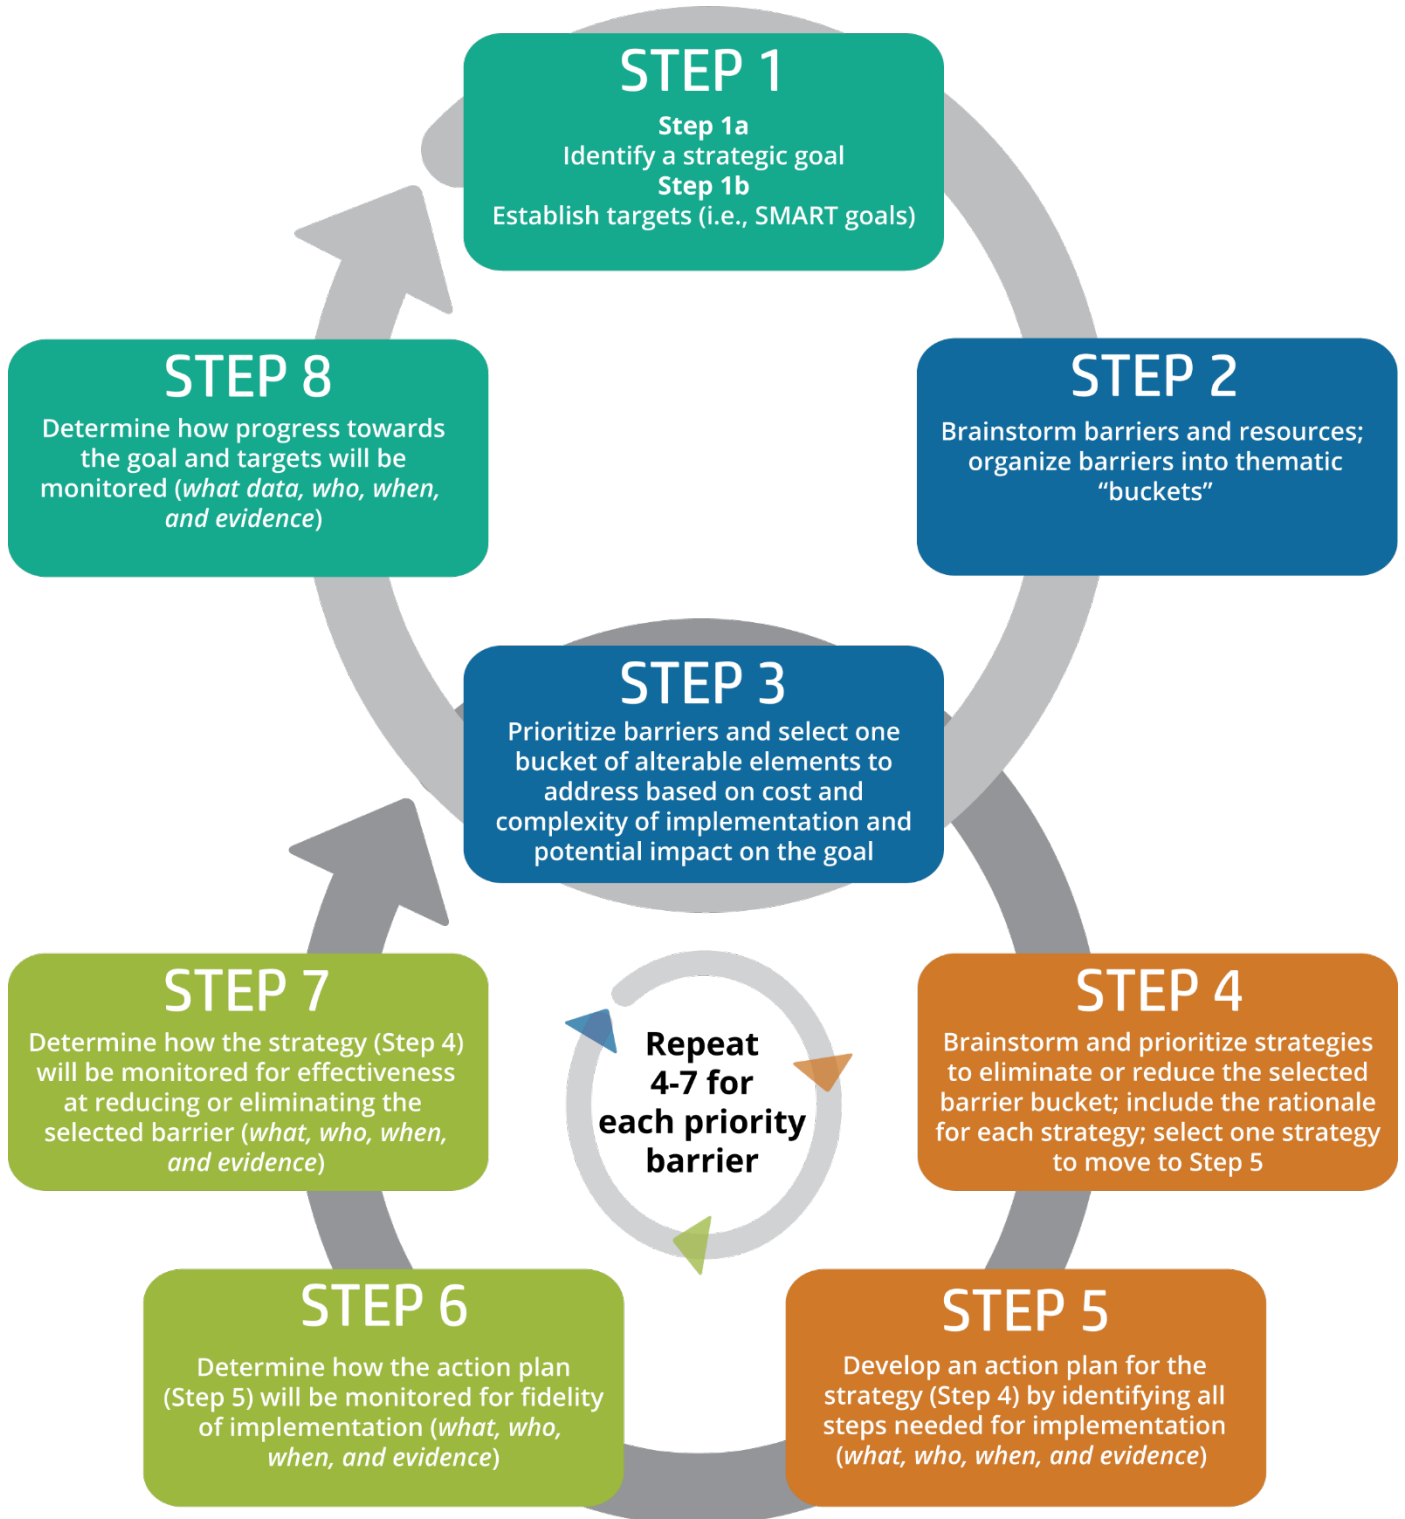 STEP 1
Step 1a
Identify a strategic goal
Step 1b
Establish targets (i.e., SMART goals)
STEP 2
Brainstorm barriers and resources;
organize barriers into thematic
“buckets”
STEP 3
Prioritize barriers and select one
bucket of alterable elements to
address based on cost and
complexity of implementation and
potential impact on the goal
STEP 4
Brainstorm and prioritize strategies
to eliminate or reduce the selected
barrier bucket; include the rationale
for each strategy; select one strategy
to move to Step 5
STEP 5
Develop an action plan for the
strategy (Step 4) by identifying all
steps needed for implementation
(what, who, when, and evidence)
STEP 6
Determine how the action plan
(Step 5) will be monitored for fidelity
of implementation (what, who,
when, and evidence)
STEP 7
Determine how the strategy (Step 4)
will be monitored for effectiveness
at reducing or eliminating the
selected barrier (what, who, when,
and evidence)
STEP 8
Determine how progress towards
the goal and targets will be
monitored (what data, who, when,
and evidence)
Repeat
4-7 for
each priority
barrier